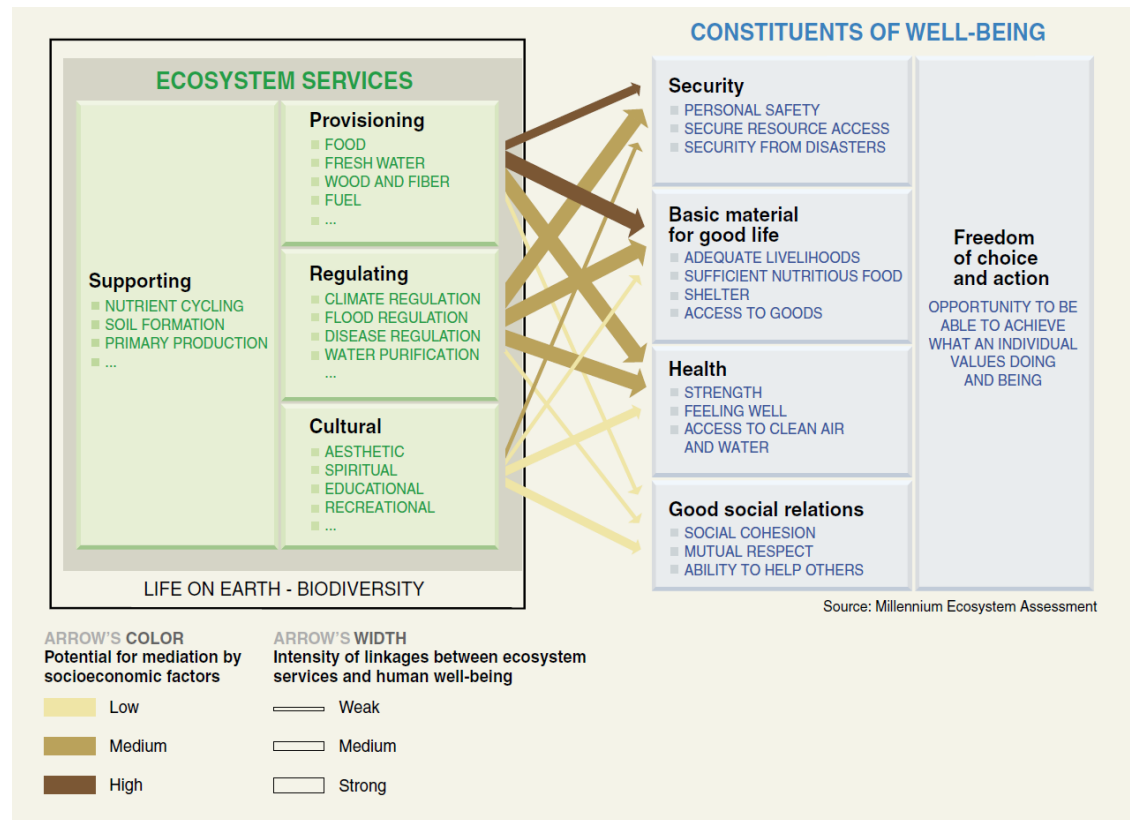 CONSTITUENTS OF WELL-BEING
ECOSYSTEM SERVICES
Supporting
NUTRIENT CYCLING
SOIL FORMATION
PRIMARY PRODUCTION
...
Provisioning
FOOD
FRESH WATER
WOOD AND FIBER
FUEL
...
Regulating
CLIMATE REGULATION
FLOOD REGULATION
DISEASE REGULATION
WATER PURIFICATION
...
Cultural
AESTHETIC
SPIRITUAL
EDUCATIONAL
RECREATIONAL
...
LIFE ON EARTH - BIODIVERSITY
Security
PERSONAL SAFETY
SECURE RESOURCE ACCESS
SECURITY FROM DISASTERS
Basic material
for good life
ADEQUATE LIVELIHOODS
SUFFICIENT NUTRITIOUS FOOD
SHELTER
ACCESS TO GOODS
Health
STRENGTH
FEELING WELL
ACCESS TO CLEAN AIR
AND WATER
Good social relations
SOCIAL COHESION
MUTUAL RESPECT
ABILITY TO HELP OTHERS
Freedom
of choice
and action
OPPORTUNITY TO BE
ABLE TO ACHIEVE
WHAT AN INDIVIDUAL
VALUES DOING
AND BEING
Source: Millennium Ecosystem Assessment
ARROW'S COLOR
Potential for mediation by
socioeconomic factors
Low
Medium
High
ARROW'S WIDTH
Intensity of linkages between ecosystem
services and human well-being
Weak
Medium
Strong